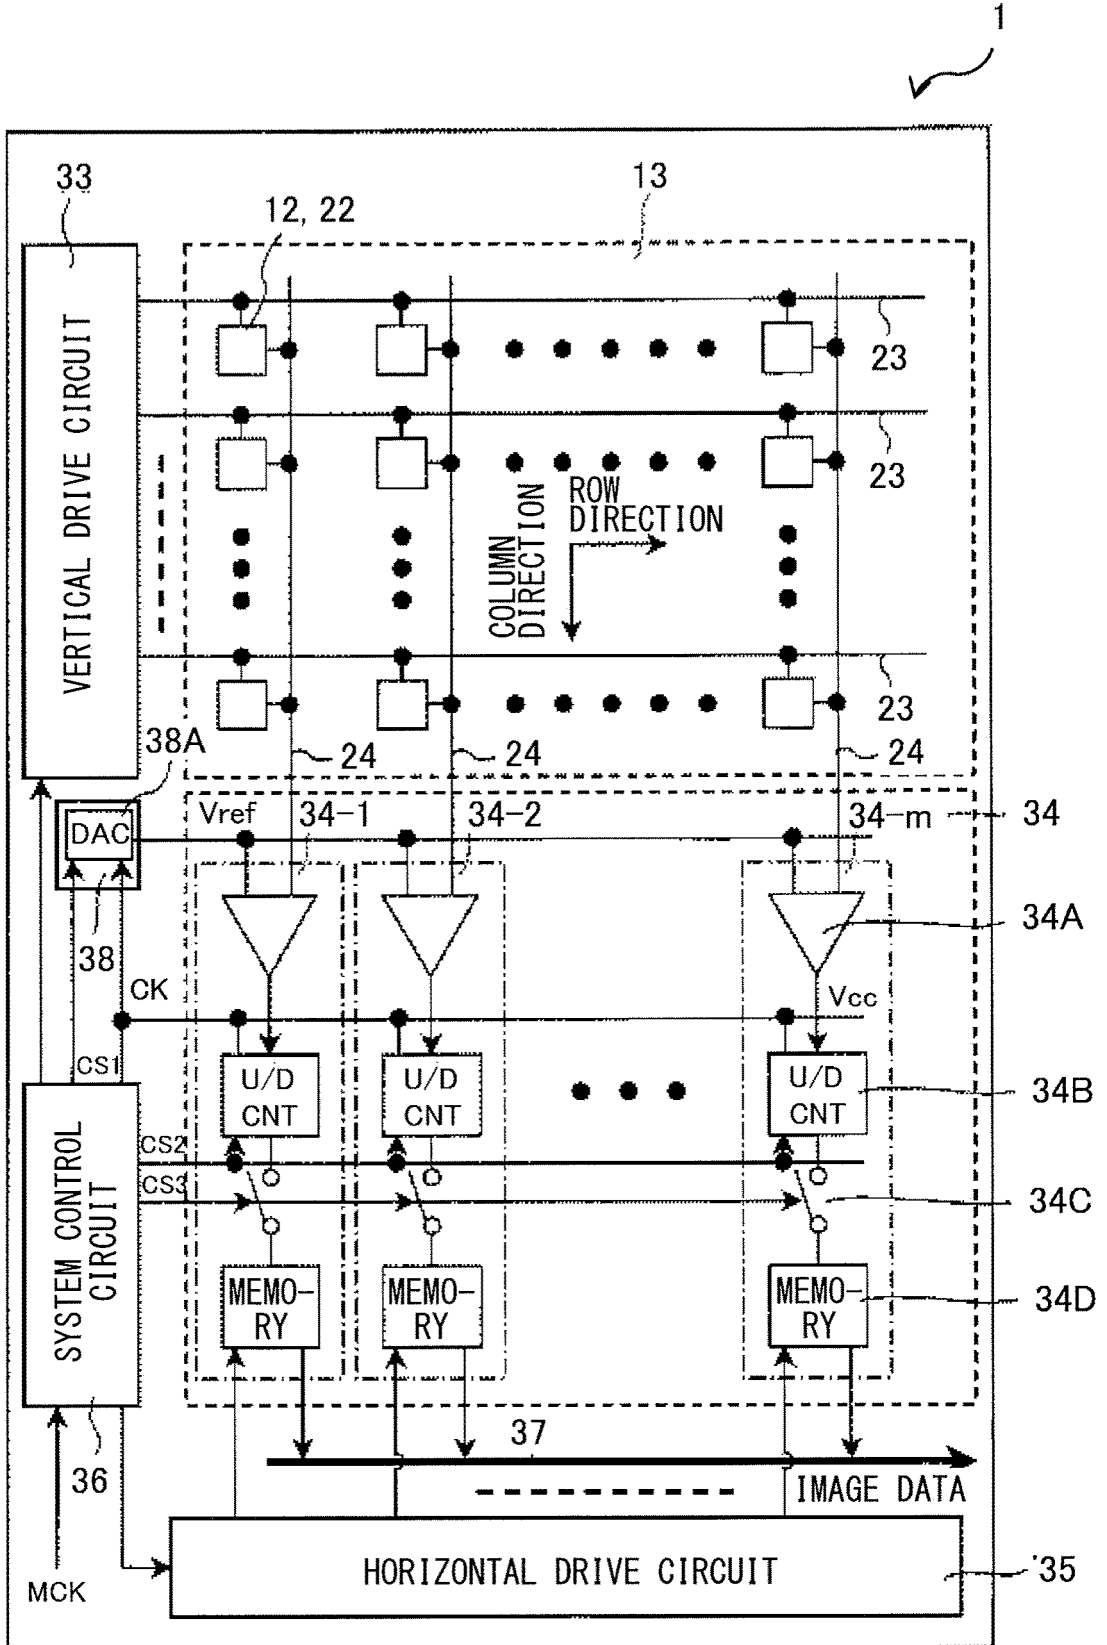 1
33
12, 22
13
VERTICAL DRIVE CIRCUIT
23
23
ROW
DIRECTION
COLUMN
DIRECTION
23
38A
24
24
24
DAC
Vref
34-1
34-2
34-m
34
38
34A
CK
Vcc
CS1
U/D
CNT
U/D
CNT
U/D
CNT
34B
CS2
CS3
34C
SYSTEM CONTROL
CIRCUIT
MEMO-
RY
MEMO-
RY
MEMO-
RY
34D
36
37
IMAGE DATA
MCK
HORIZONTAL DRIVE CIRCUIT
35